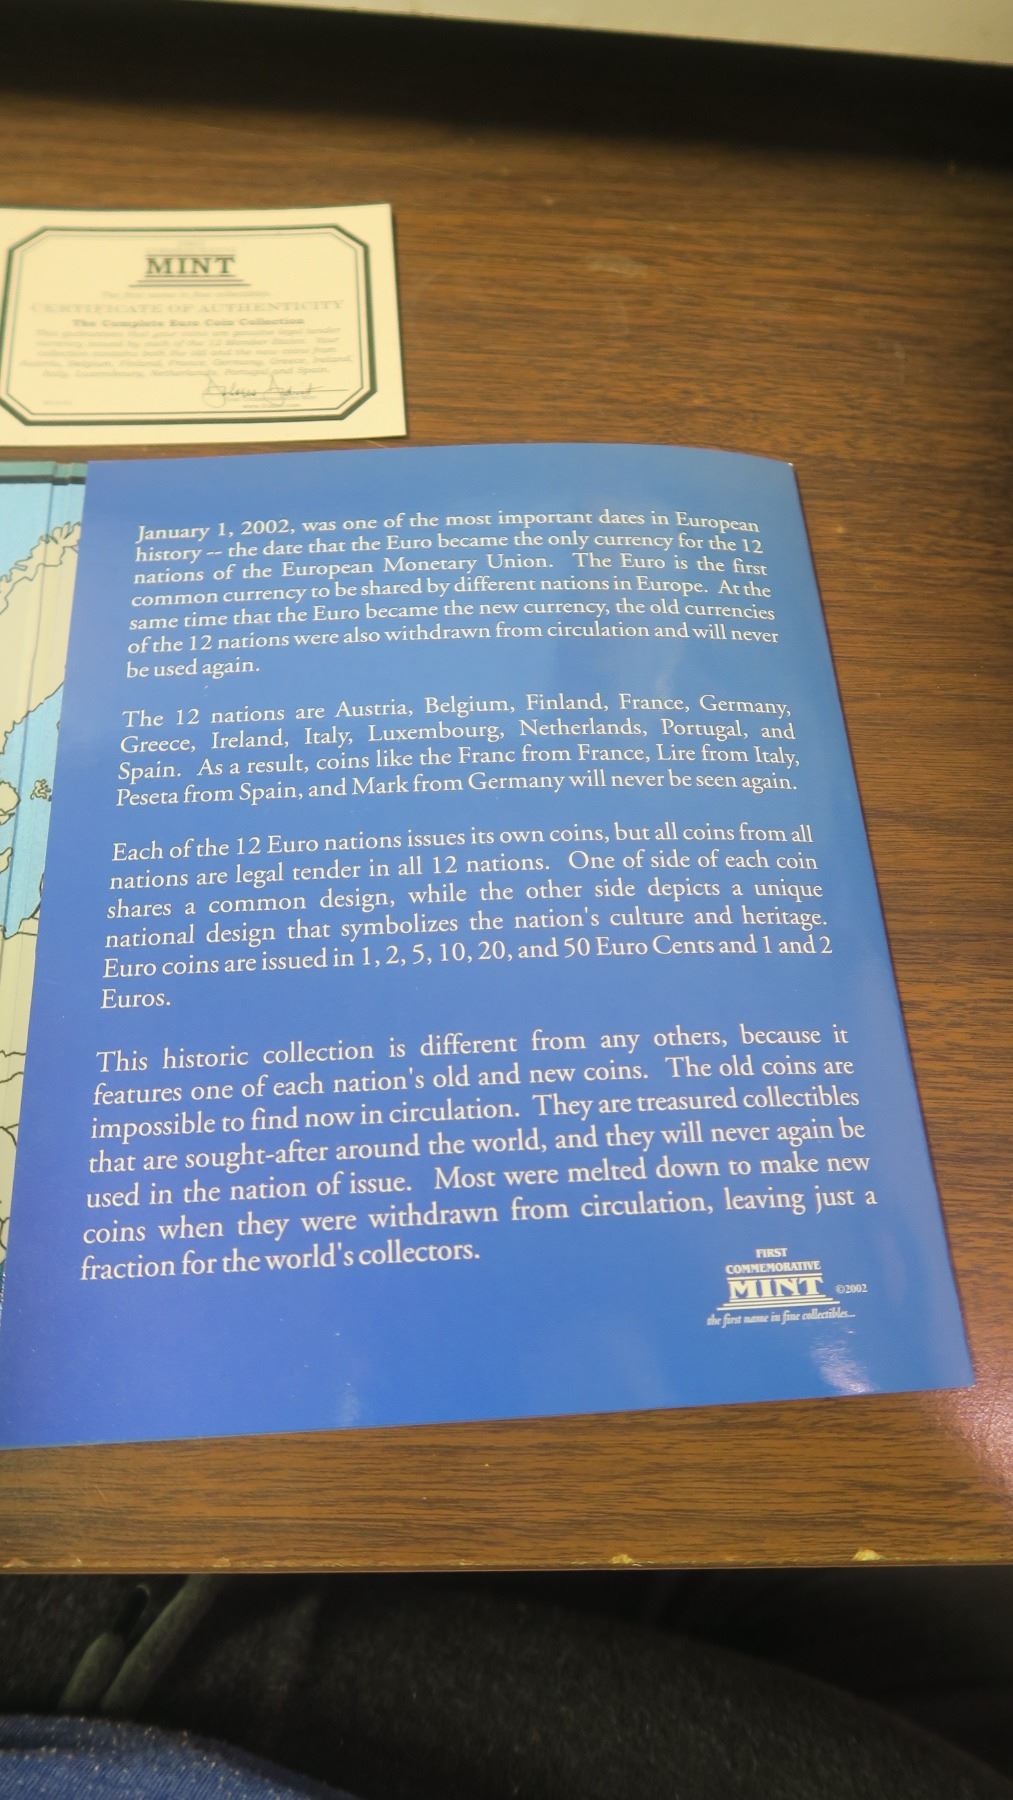 MINT
CERTIFICATE OF AUTHENTICITY
The Complete Euro Coin Collection
January 1, 2002, was one of the most important dates in European
history -- the date that the Euro became the only currency for the 12
nations of the European Monetary Union. The Euro is the first
common currency to be shared by different nations in Europe. At the
same time that the Euro became the new currency, the old currencies
of the 12 nations were also withdrawn from circulation and will never
be used again.
The 12 nations are Austria, Belgium, Finland, France, Germany,
Greece, Ireland, Italy, Luxembourg, Netherlands, Portugal, and
Spain. As a result, coins like the Franc from France, Lire from Italy,
Peseta from Spain, and Mark from Germany will never be seen again.
Each of the 12 Euro nations issues its own coins, but all coins from all
nations are legal tender in all 12 nations. One of side of each coin
shares a common design, while the other side depicts a unique
national design that symbolizes the nation's culture and heritage.
Euro coins are issued in 1, 2, 5, 10, 20, and 50 Euro Cents and 1 and 2
Euros.
This historic collection is different from any others, because it
features one of each nation's old and new coins. The old coins are
impossible to find now in circulation. They are treasured collectibles
that are sought-after around the world, and they will never again be
used in the nation of issue. Most were melted down to make new
coins when they were withdrawn from circulation, leaving just a
fraction for the world's collectors.
FIRST
COMMEMORATIVE
MINT ©2002
the first name in fine collectibles...